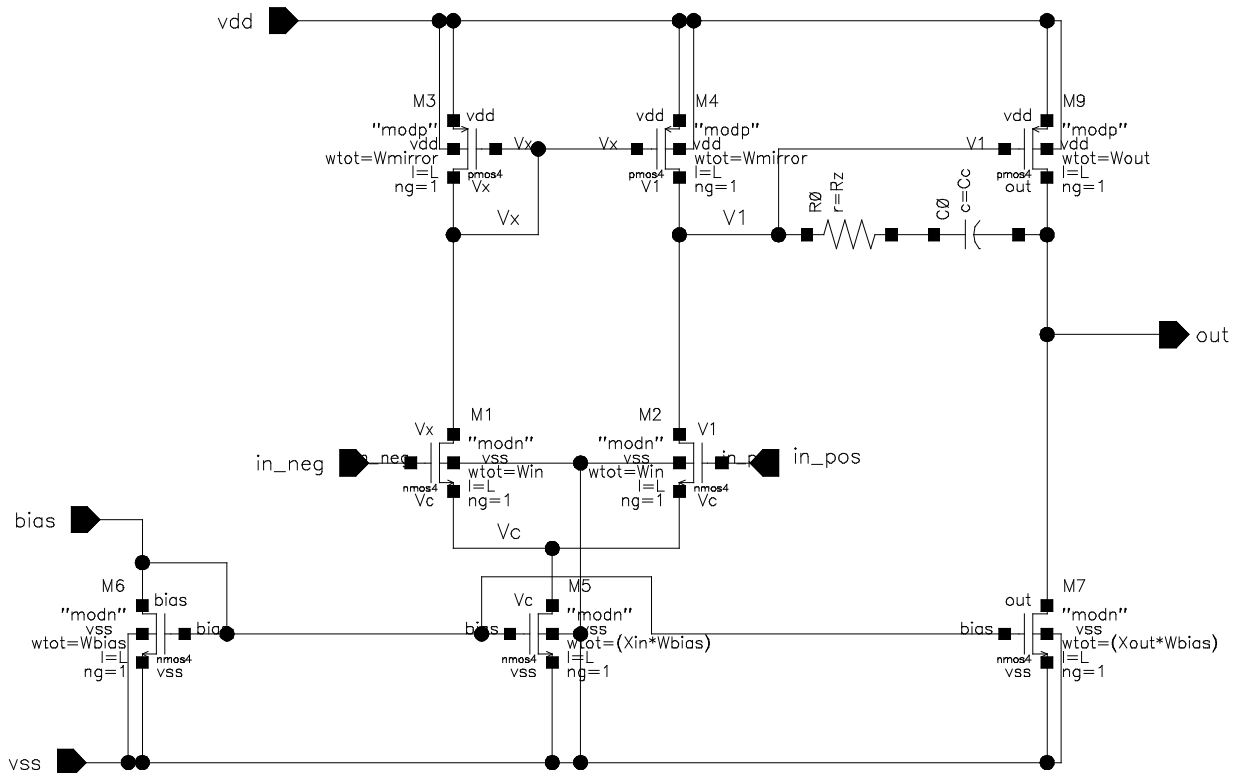 vdd
M3
vdd
"modp"
vdd
wtot=Wmirror
l=L
ng=1
pmos4
Vx
Vx
Vx
M4
vdd
"modp"
vdd
wtot=Wmirror
l=L
ng=1
pmos4
V1
Vx
V1
M9
vdd
"modp"
vdd
wtot=Wout
l=L
ng=1
pmos4
out
V1
RØ
r=Rz
CØ
c=Cc
out
M1
Vx
"modn"
vss
wtot=Win
l=L
ng=1
nmos4
Vc
in_neg
M2
V1
"modn"
vss
wtot=Win
l=L
ng=1
nmos4
Vc
in_pos
Vc
bias
M6
bias
"modn"
vss
wtot=Wbias
l=L
ng=1
nmos4
vss
bias
M5
Vc
"modn"
vss
wtot=(Xin*Wbias)
l=L
ng=1
nmos4
vss
bias
M7
out
"modn"
vss
wtot=(Xout*Wbias)
l=L
ng=1
nmos4
vss
bias
vss